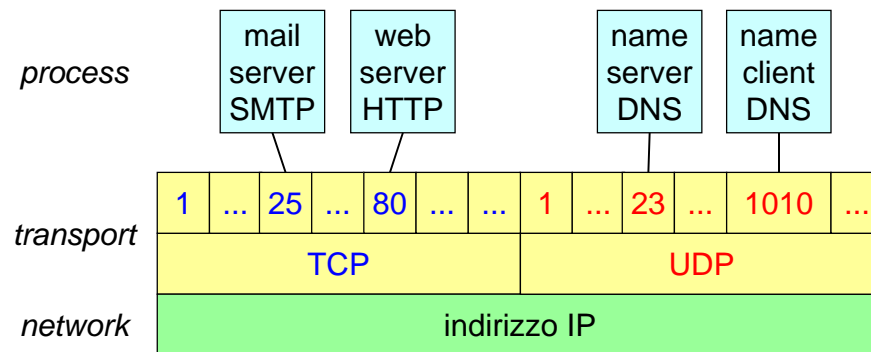 process
mail
server
SMTP
web
server
HTTP
name
server
DNS
name
client
DNS
transport
1 ... 25 ... 80 ... ... 1 ... 23 ... 1010 ...
TCP UDP
network
indirizzo IP